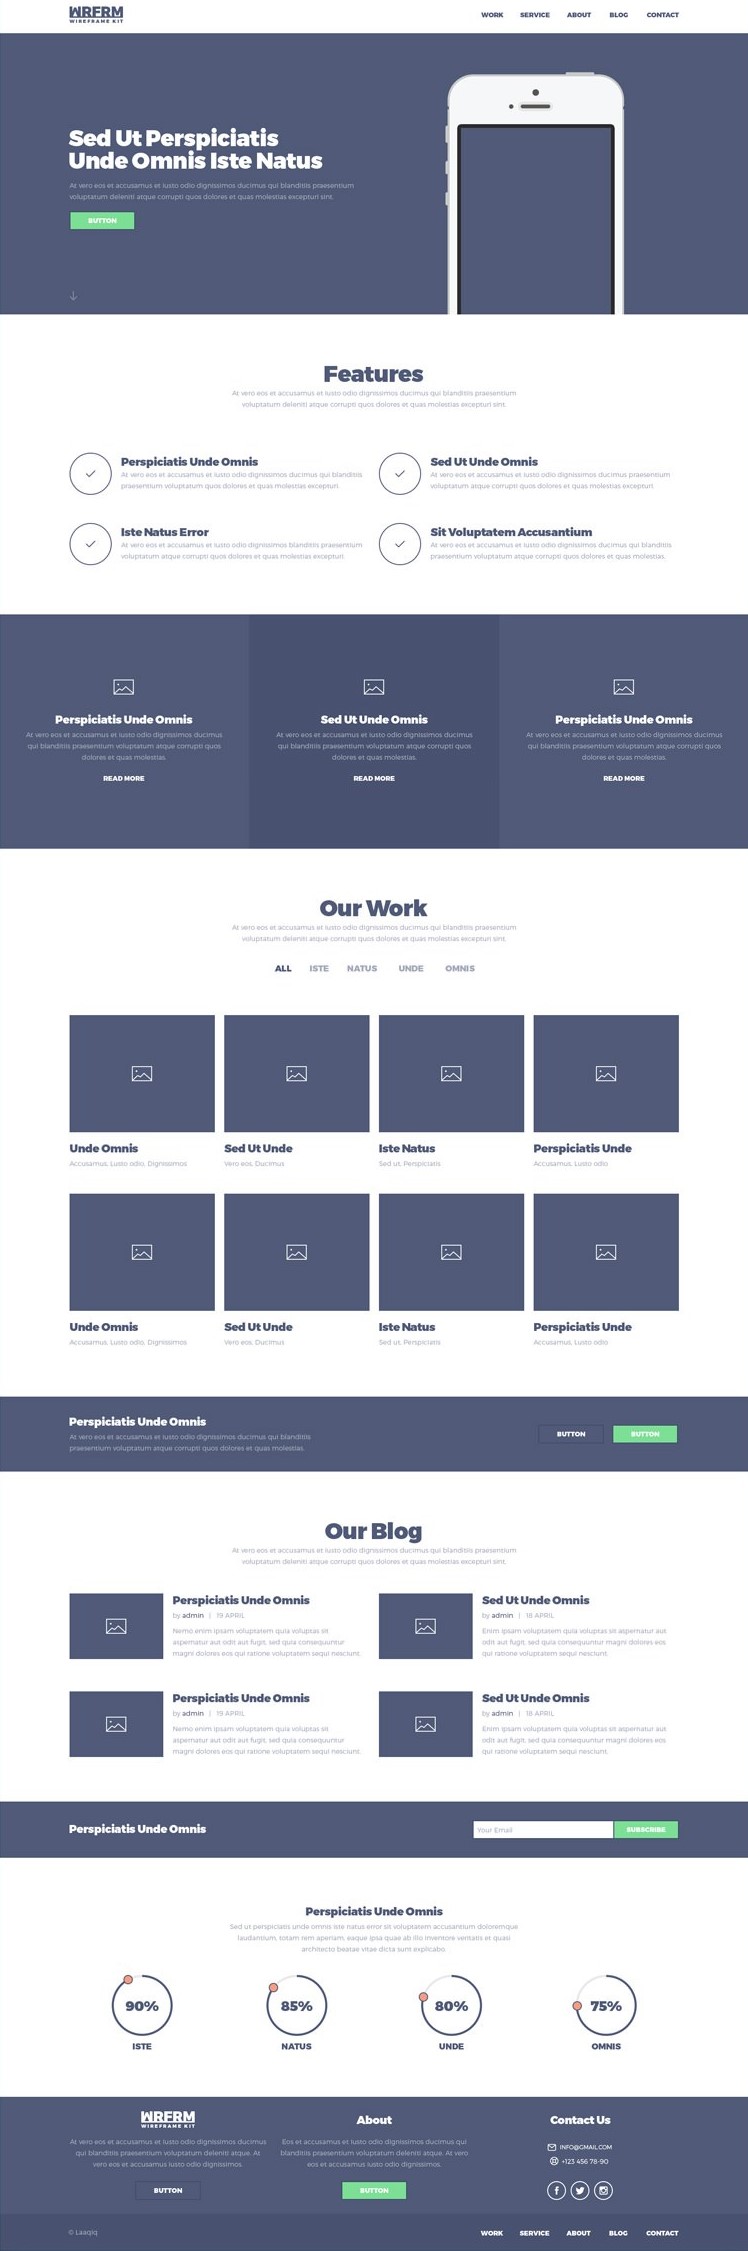 WRFRM
WIREFRAME KIT
WORK SERVICE ABOUT BLOG CONTACT
Sed Ut Perspiciatis
Unde Omnis Iste Natus
At vero eos et accusamus et iusto odio dignissimos ducimus qui blanditiis praesentium
voluptatum deleniti atque corrupti quos dolores et quas molestias excepturi sint.
BUTTON
Features
At vero eos et accusamus et iusto odio dignissimos ducimus qui blanditiis praesentium
voluptatum deleniti atque corrupti quos dolores et quas molestias excepturi sint.
Perspiciatis Unde Omnis
At vero eos et accusamus et iusto odio dignissimos ducimus qui blanditiis
praesentium voluptatum quos dolores et quas molestias excepturi.
Sed Ut Unde Omnis
At vero eos et accusamus et iusto odio dignissimos ducimus praesentium
voluptatum atque corrupti quos dolores et quas molestias excepturi.
Iste Natus Error
At vero eos et accusamus et iusto odio dignissimos blanditiis praesentium
voluptatum atque corrupti quos dolores et quas molestias excepturi.
Sit Voluptatem Accusantium
At vero eos et accusamus et iusto odio dignissimos ducimus qui blanditiis
praesentium voluptatum atque corrupti quos dolores et quas molestias.
Perspiciatis Unde Omnis
At vero eos et accusamus et iusto odio dignissimos ducimus
qui blanditiis praesentium voluptatum atque corrupti quos
dolores et quas molestias.
READ MORE
Sed Ut Unde Omnis
At vero eos et accusamus et iusto odio dignissimos ducimus
qui blanditiis praesentium voluptatum atque corrupti quos
dolores et quas molestias.
READ MORE
Perspiciatis Unde Omnis
At vero eos et accusamus et iusto odio dignissimos ducimus
qui blanditiis praesentium voluptatum atque corrupti quos
dolores et quas molestias.
READ MORE
Our Work
At vero eos et accusamus et iusto odio dignissimos ducimus qui blanditiis praesentium
voluptatum deleniti atque corrupti quos dolores et quas molestias excepturi sint.
ALL ISTE NATUS UNDE OMNIS
Unde Omnis
Accusamus, Lusto odio, Dignissimos
Sed Ut Unde
Vero eos, Ducimus
Iste Natus
Sed ut, Perspiciatis
Perspiciatis Unde
Accusamus, Lusto odio
Unde Omnis
Accusamus, Lusto odio, Dignissimos
Sed Ut Unde
Vero eos, Ducimus
Iste Natus
Sed ut, Perspiciatis
Perspiciatis Unde
Accusamus, Lusto odio
Perspiciatis Unde Omnis
At vero eos et accusamus et iusto odio dignissimos ducimus qui blanditiis
praesentium voluptatum atque corrupti quos dolores et quas molestias.
BUTTON
BUTTON
Our Blog
At vero eos et accusamus et iusto odio dignissimos ducimus qui blanditiis praesentium
voluptatum deleniti atque corrupti quos dolores et quas molestias excepturi sint.
Perspiciatis Unde Omnis
by admin | 19 APRIL
Nemo enim ipsam voluptatem quia voluptas sit
aspernatur aut odit aut fugit, sed quia consequuntur
magni dolores eos qui ratione voluptatem sequi nesciunt.
Sed Ut Unde Omnis
by admin | 18 APRIL
Enim ipsam voluptatem quia voluptas sit aspernatur aut
odit aut fugit, sed quia consequuntur magni dolores eos
qui ratione voluptatem sequi nesciunt.
Perspiciatis Unde Omnis
by admin | 19 APRIL
Nemo enim ipsam voluptatem quia voluptas sit
aspernatur aut odit aut fugit, sed quia consequuntur
magni dolores eos qui ratione voluptatem sequi nesciunt.
Sed Ut Unde Omnis
by admin | 18 APRIL
Enim ipsam voluptatem quia voluptas sit aspernatur aut
odit aut fugit, sed quia consequuntur magni dolores eos
qui ratione voluptatem sequi nesciunt.
Perspiciatis Unde Omnis
Your Email
SUBSCRIBE
Perspiciatis Unde Omnis
Sed ut perspiciatis unde omnis iste natus error sit voluptatem accusantium doloremque
laudantium, totam rem aperiam, eaque ipsa quae ab illo inventore veritatis et quasi
architecto beatae vitae dicta sunt explicabo.
90%
ISTE
85%
NATUS
80%
UNDE
75%
OMNIS
WRFRM
WIREFRAME KIT
At vero eos et accusamus et iusto odio dignissimos ducimus
qui blanditiis praesentium voluptatum deleniti atque. At
vero eos et accusamus iusto odio dignissimos.
BUTTON
About
Eos et accusamus et iusto odio dignissimos ducimus qui
blanditiis praesentium voluptatum deleniti atque. At vero
eos et accusamus iusto odio dignissimos.
BUTTON
Contact Us
INFO@GMAIL.COM
+123 456 78-90
© Laaqiq
WORK SERVICE ABOUT BLOG CONTACT